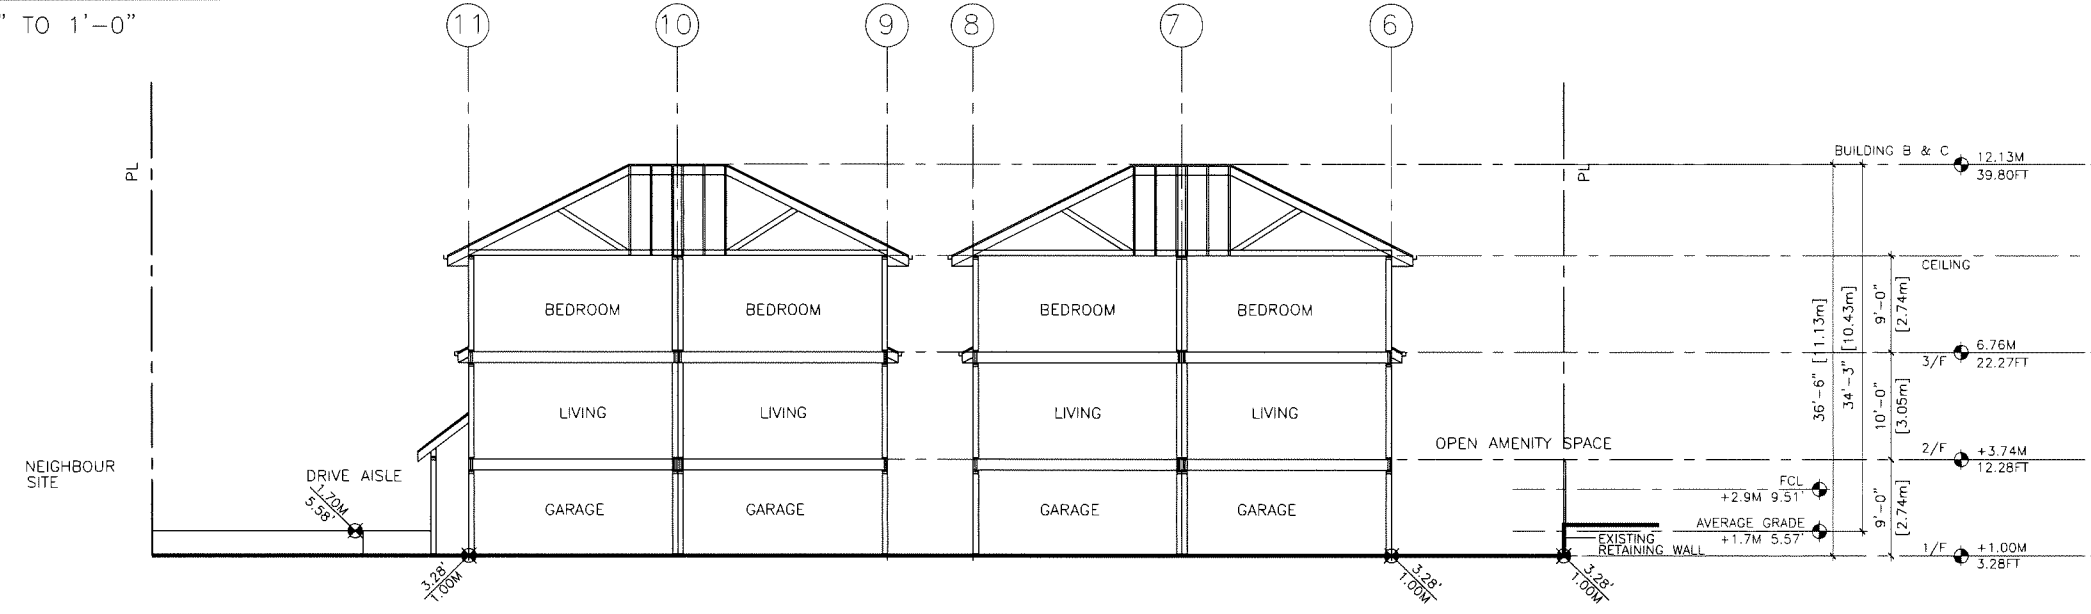 " TO 1'-0"
11
10
9
8
7
6
PL
PL
BUILDING B & C
12.13M
39.80FT
CEILING
BEDROOM
BEDROOM
BEDROOM
BEDROOM
36'-6" [11.13m]
34'-3" [10.43m]
9'-0"
[2.74m]
6.76M
3/F
22.27FT
LIVING
LIVING
LIVING
LIVING
10'-0"
[3.05m]
OPEN AMENITY SPACE
2/F
+3.74M
12.28FT
NEIGHBOUR
SITE
DRIVE AISLE
1.70M
5.58'
GARAGE
GARAGE
GARAGE
GARAGE
FCL
+2.9M 9.51'
9'-0"
[2.74m]
AVERAGE GRADE
+1.7M 5.57'
EXISTING
RETAINING WALL
1/F
+1.00M
3.28FT
3.28'
1.00M
3.28'
1.00M
3.28'
1.00M